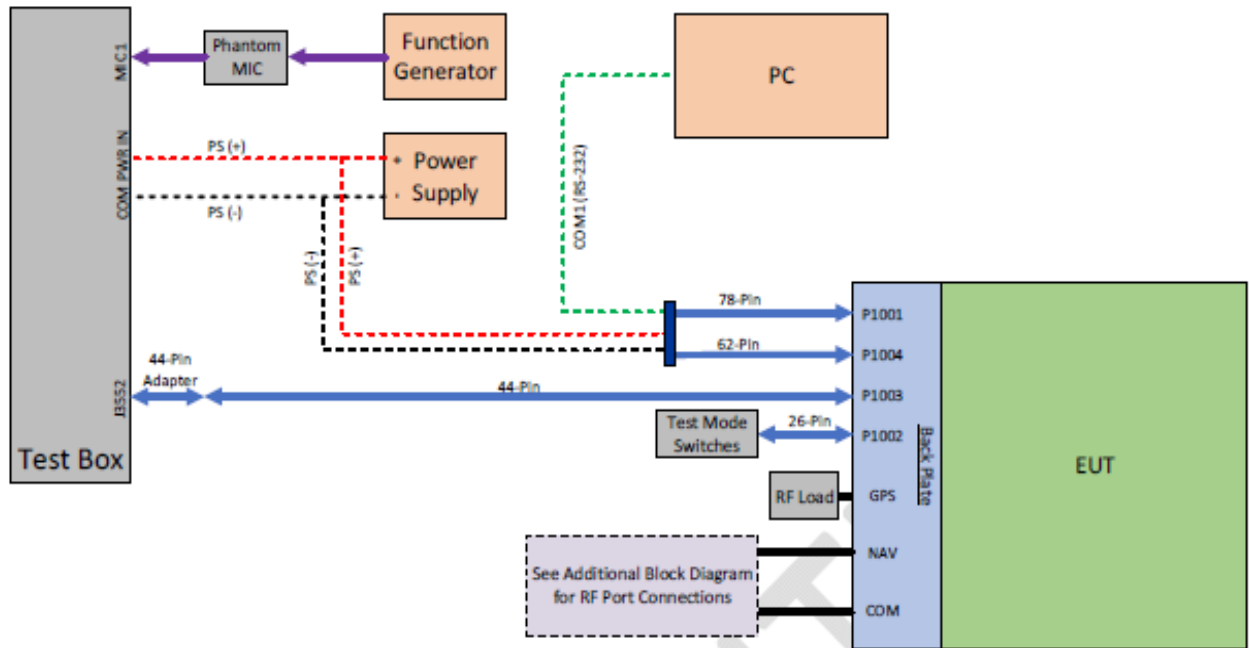 MIC1
Phantom
MIC
Function
Generator
PC
COM PWR IN
PS (+)
+ Power
- Supply
PS (-)
COM1 (RS-232)
PS (-)
PS (+)
78-Pin
P1001
62-Pin
P1004
44-Pin
Adapter
J3552
44-Pin
P1003
Test Mode
Switches
26-Pin
P1002
Test Box
Back Plate
EUT
RF Load
GPS
NAV
See Additional Block Diagram
for RF Port Connections
COM